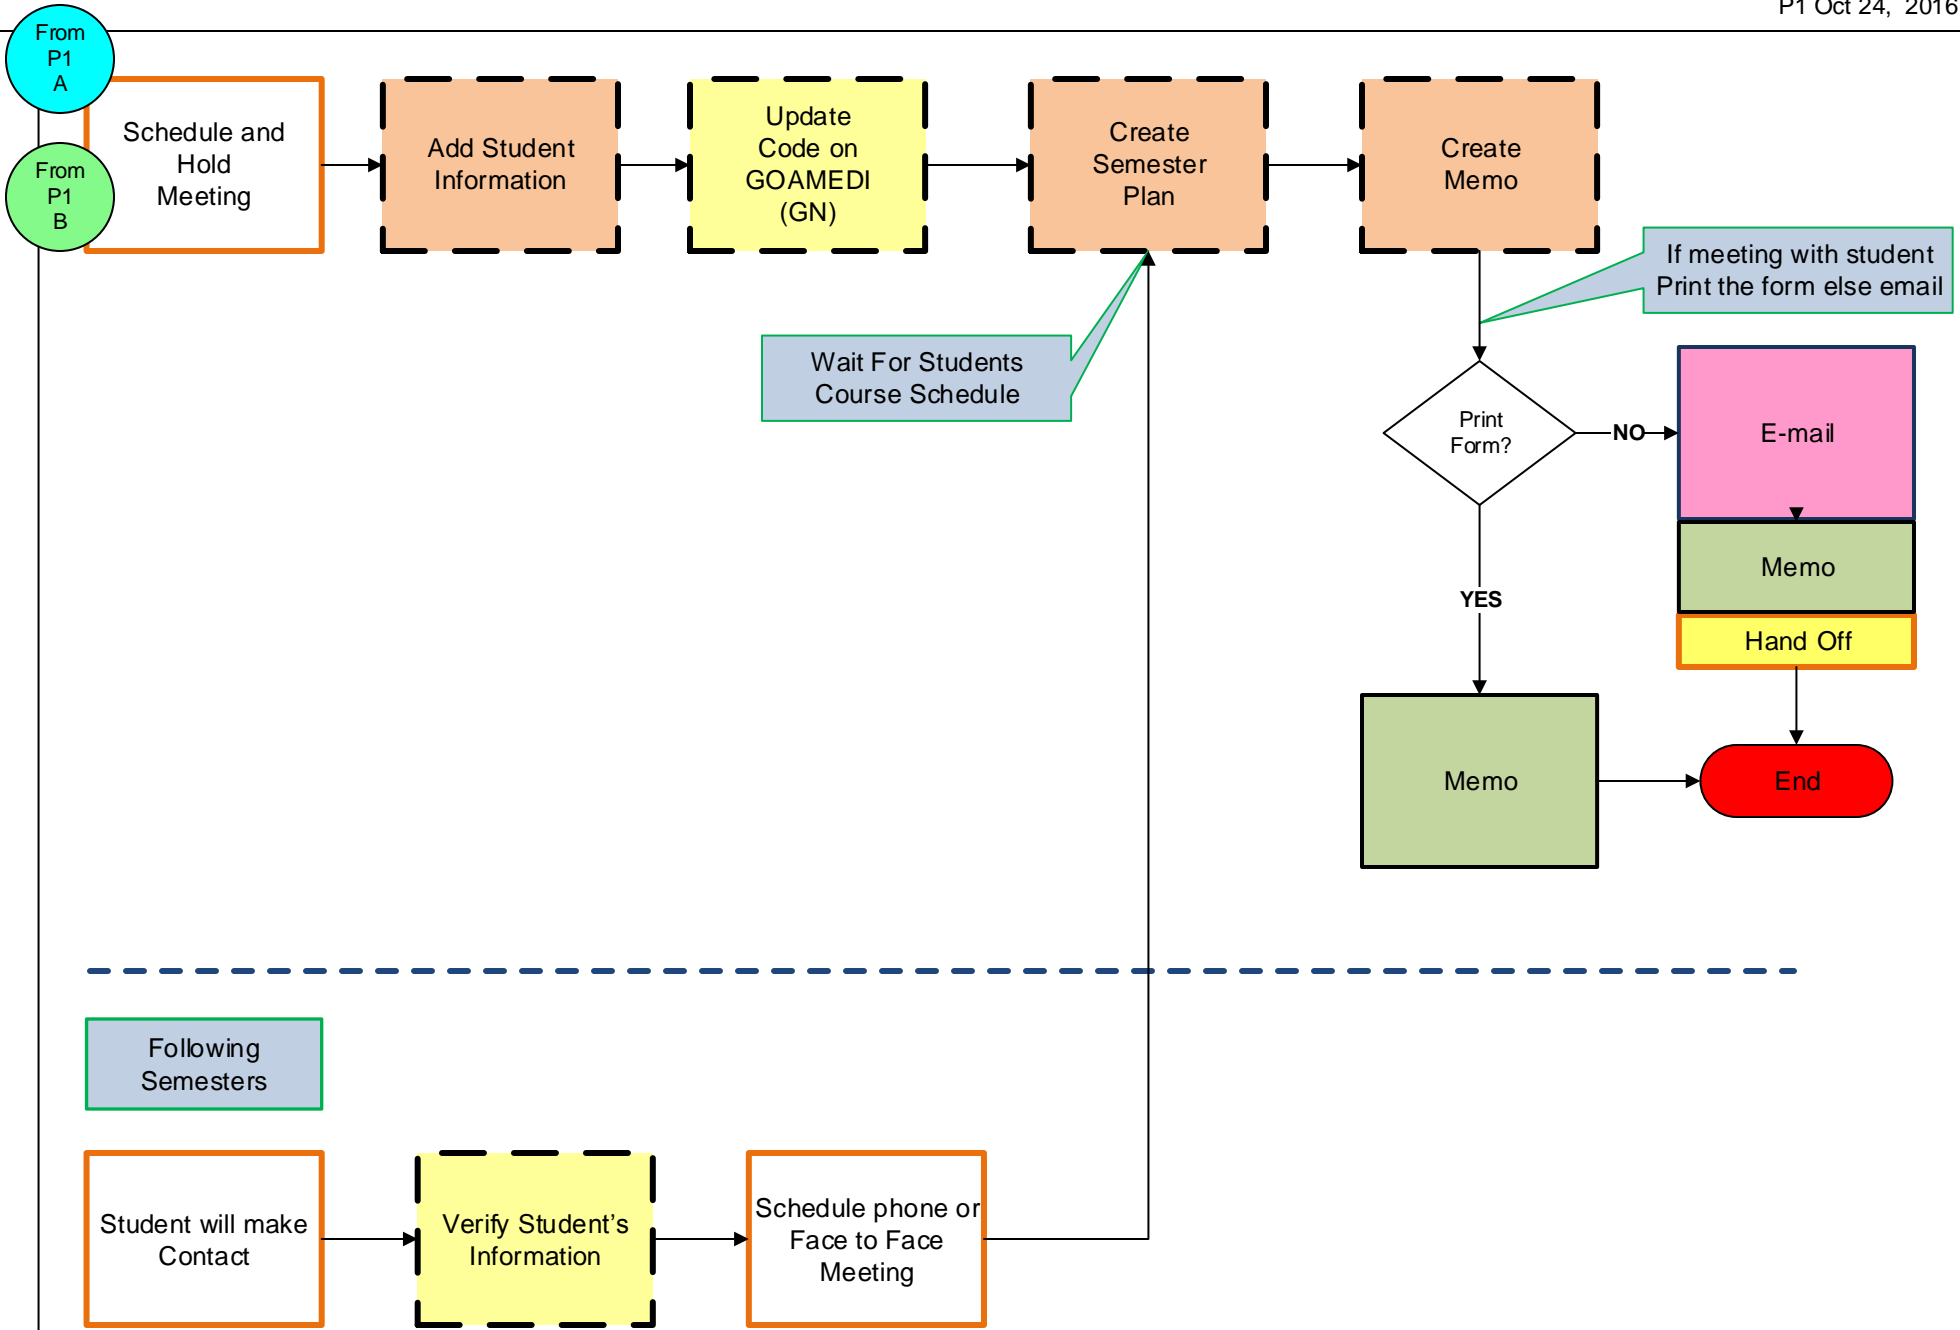 P1 Oct 24, 2016
From
P1
A
From
P1
B
Schedule and
Hold
Meeting
Add Student
Information
Update
Code on
GOAMEDI
(GN)
Create
Semester
Plan
Create
Memo
If meeting with student
Print the form else email
Wait For Students
Course Schedule
Print
Form?
NO
E-mail
Memo
Hand Off
YES
Memo
End
Following
Semesters
Student will make
Contact
Verify Student’s
Information
Schedule phone or
Face to Face
Meeting